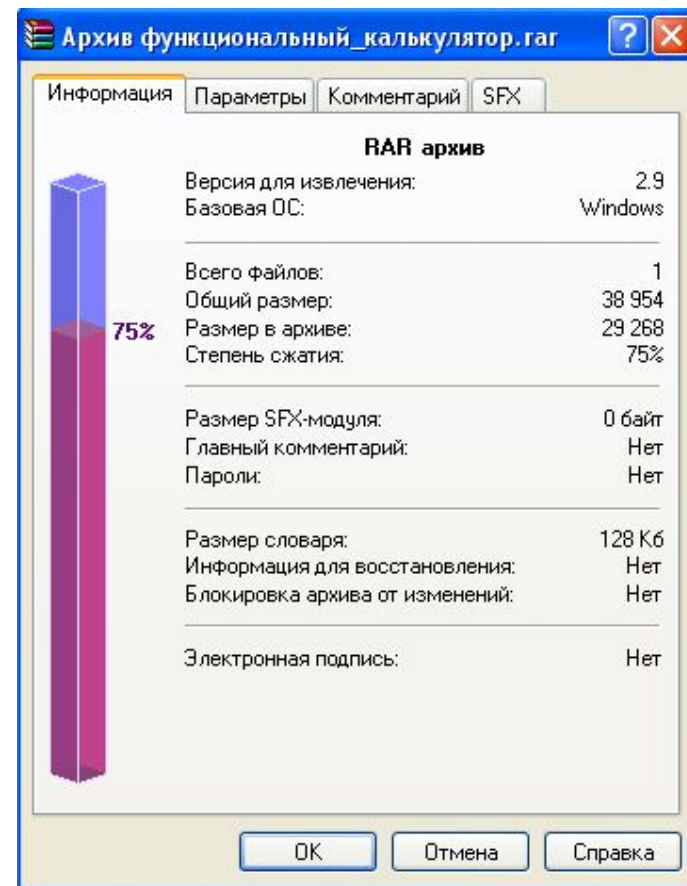 Архив функциональный_калькулятор.rar
Информация Параметры Комментарий SFX
RAR архив
Версия для извлечения: 2.9
Базовая ОС: Windows
Всего файлов: 1
Общий размер: 38 954
75% Размер в архиве: 29 268
Степень сжатия: 75%
Размер SFX-модуля: 0 байт
Главный комментарий: Нет
Пароли: Нет
Размер словаря: 128 Кб
Информация для восстановления: Нет
Блокировка архива от изменений: Нет
Электронная подпись: Нет
OK Отмена Справка